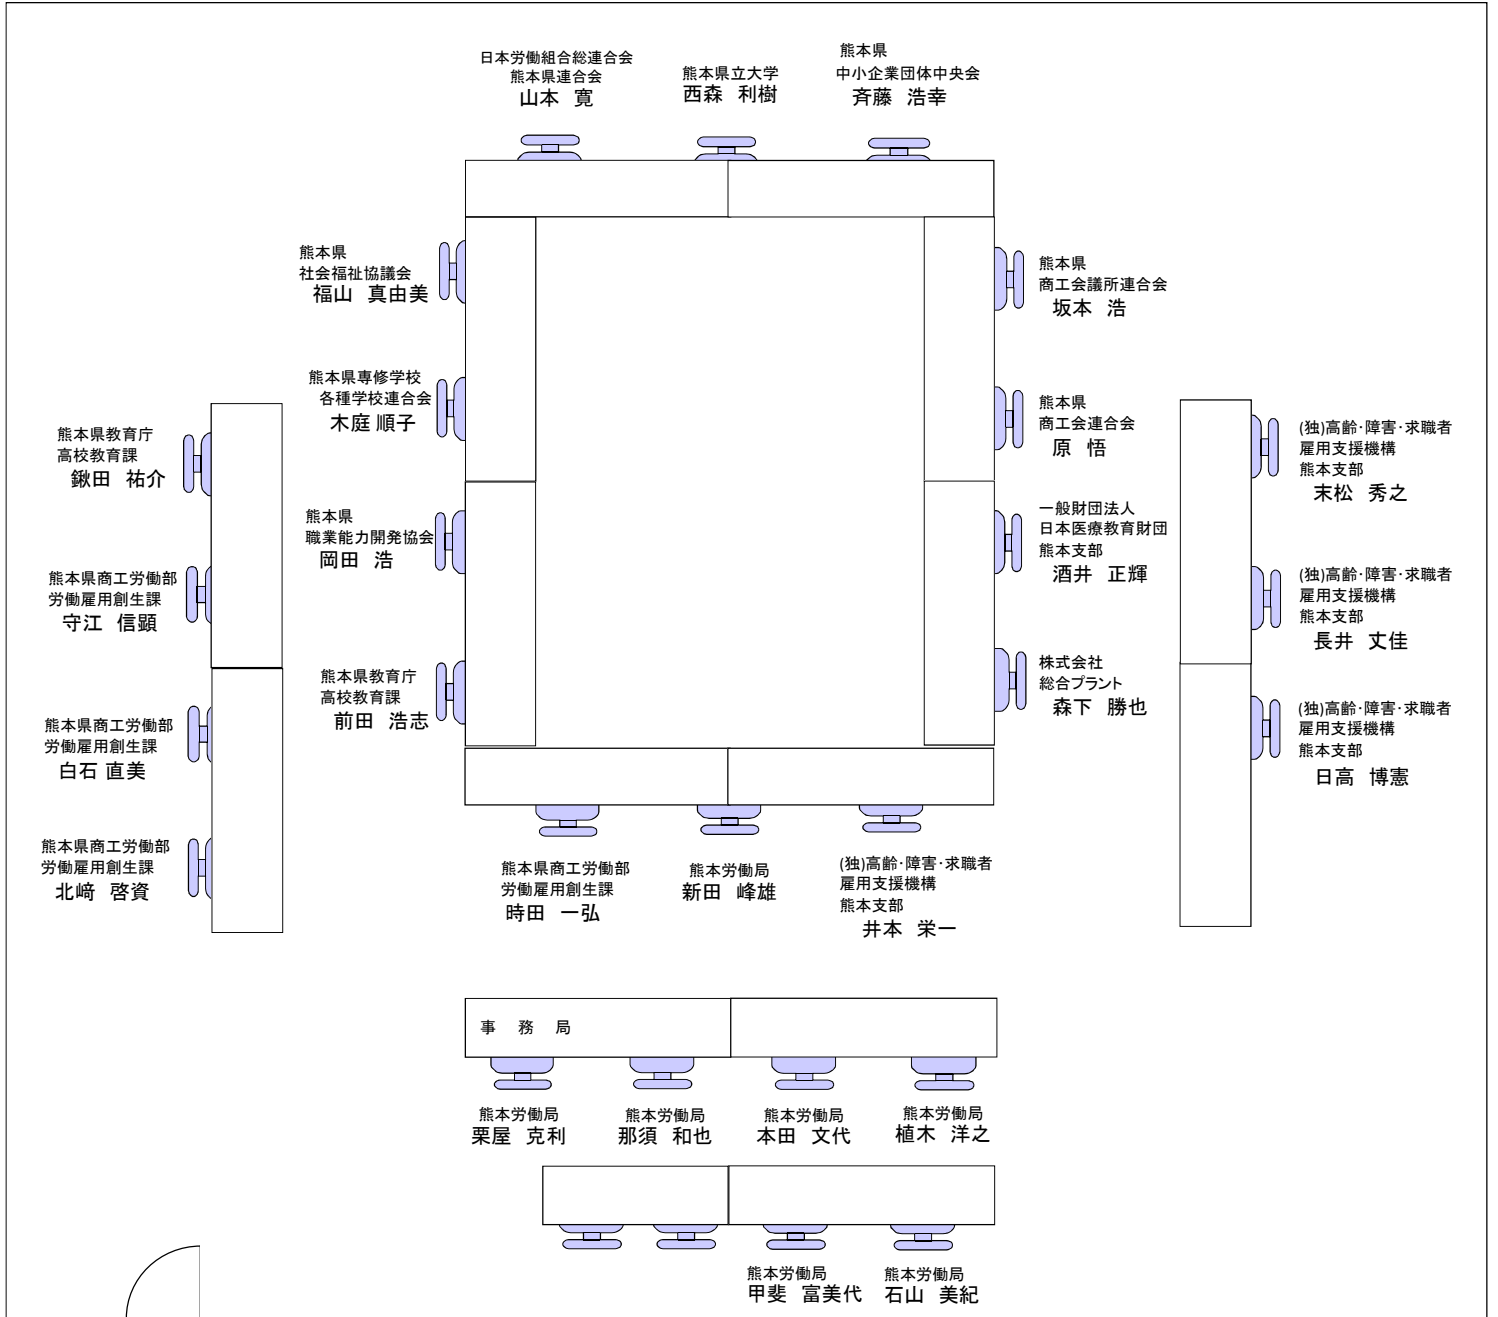 日本労働組合総連合会
熊本県連合会
山本 寛
熊本県立大学
西森 利樹
熊本県
中小企業団体中央会
斉藤 浩幸
熊本県
社会福祉協議会
福山 真由美
熊本県
商工会議所連合会
坂本 浩
熊本県専修学校
各種学校連合会
木庭 順子
熊本県
商工会連合会
原 悟
熊本県教育庁
高校教育課
鍬田 祐介
(独)高齢・障害・求職者
雇用支援機構
熊本支部
末松 秀之
熊本県
職業能力開発協会
岡田 浩
一般財団法人
日本医療教育財団
熊本支部
酒井 正輝
熊本県商工労働部
労働雇用創生課
守江 信顕
(独)高齢・障害・求職者
雇用支援機構
熊本支部
長井 丈佳
熊本県教育庁
高校教育課
前田 浩志
株式会社
総合プラント
森下 勝也
熊本県商工労働部
労働雇用創生課
白石 直美
(独)高齢・障害・求職者
雇用支援機構
熊本支部
日高 博憲
熊本県商工労働部
労働雇用創生課
北﨑 啓資
熊本県商工労働部
労働雇用創生課
時田 一弘
熊本労働局
新田 峰雄
(独)高齢・障害・求職者
雇用支援機構
熊本支部
井本 栄一
事 務 局
熊本労働局
栗屋 克利
熊本労働局
那須 和也
熊本労働局
本田 文代
熊本労働局
植木 洋之
熊本労働局
甲斐 富美代
熊本労働局
石山 美紀